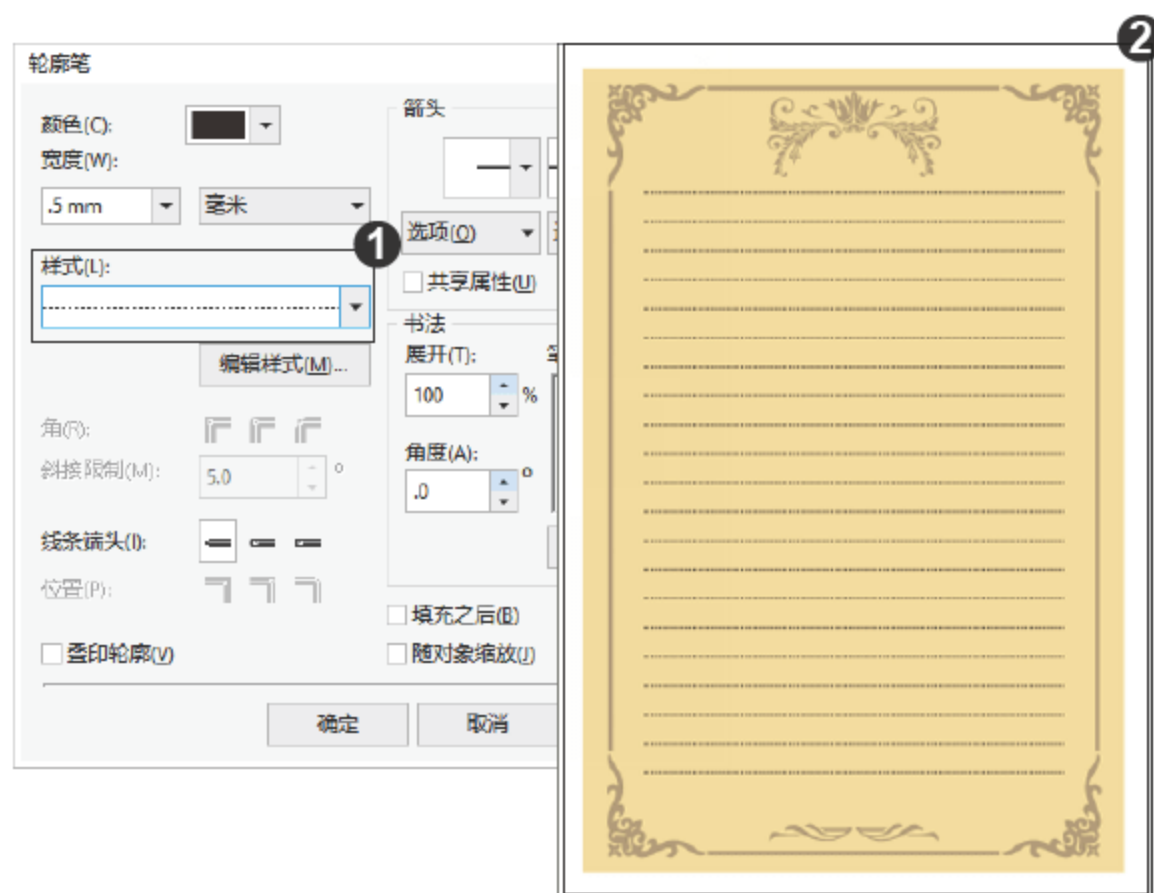 2
轮廓笔
颜色(C):
宽度(W):
.5 mm
毫米
1
样式(L):
编辑样式(M)...
角(R):
斜接限制(M):
5.0
°
线条端头(I):
位置(P):
叠印轮廓(V)
箭头
选项(O)
共享属性(U)
书法
展开(T):
100
%
角度(A):
.0
°
填充之后(B)
随对象缩放(J)
确定
取消